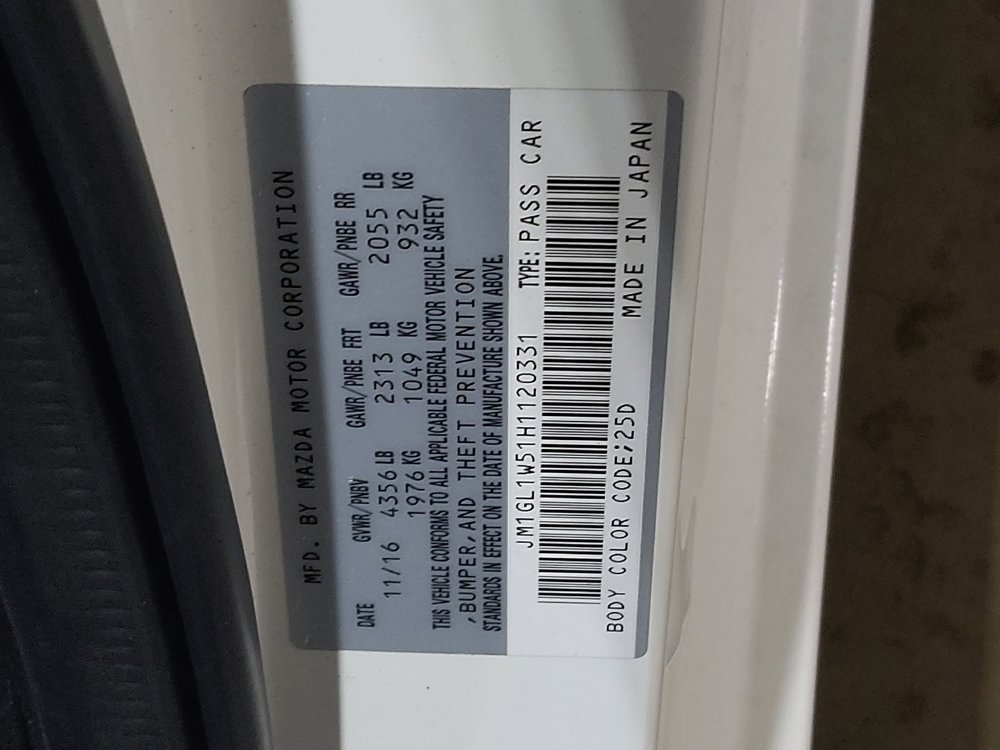 MFD. BY MAZDA MOTOR CORPORATION
DATE GVWR/PNBV GAWR/PNBE FRT GAWR/PNBE RR
11/16 4356 LB 2313 LB 2055 LB
1976 KG 1049 KG 932 KG
THIS VEHICLE CONFORMS TO ALL APPLICABLE FEDERAL MOTOR VEHICLE SAFETY
,BUMPER,AND THEFT PREVENTION
STANDARDS IN EFFECT ON THE DATE OF MANUFACTURE SHOWN ABOVE.
JM1GL1W51H1120331 TYPE: PASS CAR
BODY COLOR CODE;25D MADE IN JAPAN